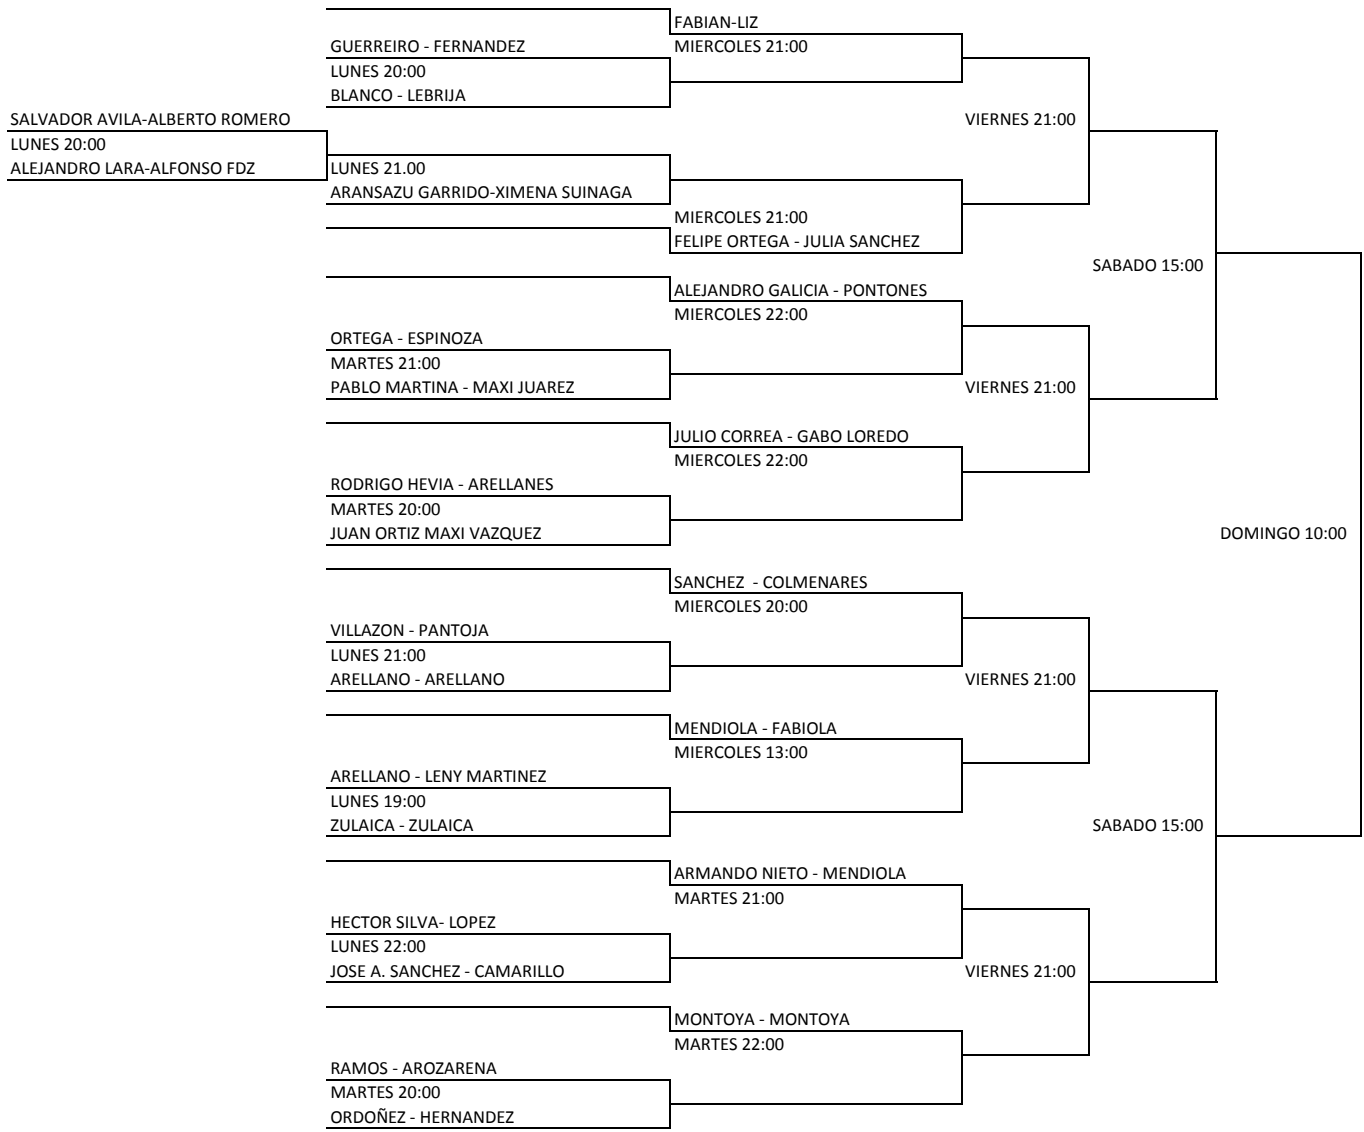 FABIAN-LIZ
GUERREIRO - FERNANDEZ
MIERCOLES 21:00
LUNES 20:00
BLANCO - LEBRIJA
SALVADOR AVILA-ALBERTO ROMERO
VIERNES 21:00
LUNES 20:00
ALEJANDRO LARA-ALFONSO FDZ
LUNES 21.00
ARANSAZU GARRIDO-XIMENA SUINAGA
MIERCOLES 21:00
FELIPE ORTEGA - JULIA SANCHEZ
SABADO 15:00
ALEJANDRO GALICIA - PONTONES
MIERCOLES 22:00
ORTEGA - ESPINOZA
MARTES 21:00
PABLO MARTINA - MAXI JUAREZ
VIERNES 21:00
JULIO CORREA - GABO LOREDO
MIERCOLES 22:00
RODRIGO HEVIA - ARELLANES
MARTES 20:00
JUAN ORTIZ MAXI VAZQUEZ
DOMINGO 10:00
SANCHEZ  - COLMENARES
MIERCOLES 20:00
VILLAZON - PANTOJA
LUNES 21:00
ARELLANO - ARELLANO
VIERNES 21:00
MENDIOLA - FABIOLA
MIERCOLES 13:00
ARELLANO - LENY MARTINEZ
LUNES 19:00
ZULAICA - ZULAICA
SABADO 15:00
ARMANDO NIETO - MENDIOLA
MARTES 21:00
HECTOR SILVA- LOPEZ
LUNES 22:00
JOSE A. SANCHEZ - CAMARILLO
VIERNES 21:00
MONTOYA - MONTOYA
MARTES 22:00
RAMOS - AROZARENA
MARTES 20:00
ORDOÑEZ - HERNANDEZ